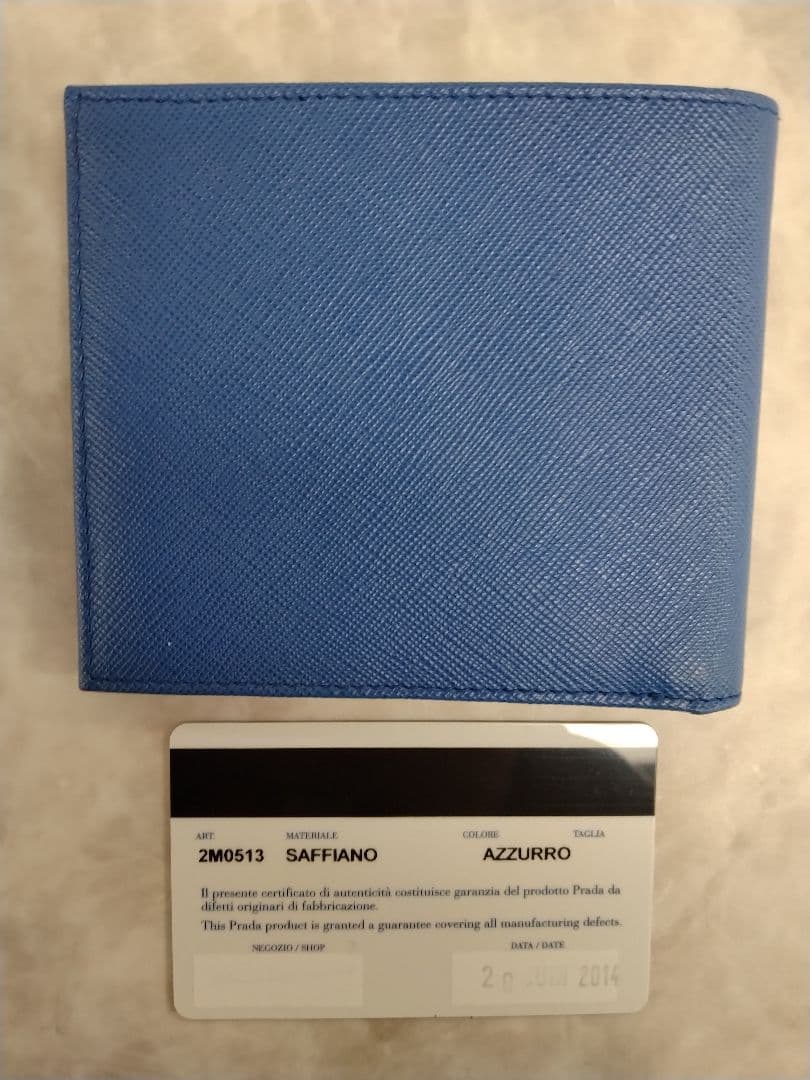 ART. MATERIALE COLORE TAGLIA
2M0513 SAFFIANO AZZURRO
Il presente certificato di autenticità costituisce garanzia del prodotto Prada da
difetti originari di fabbricazione.
This Prada product is granted a guarantee covering all manufacturing defects.
NEGOZIO / SHOP DATA / DATE
2014